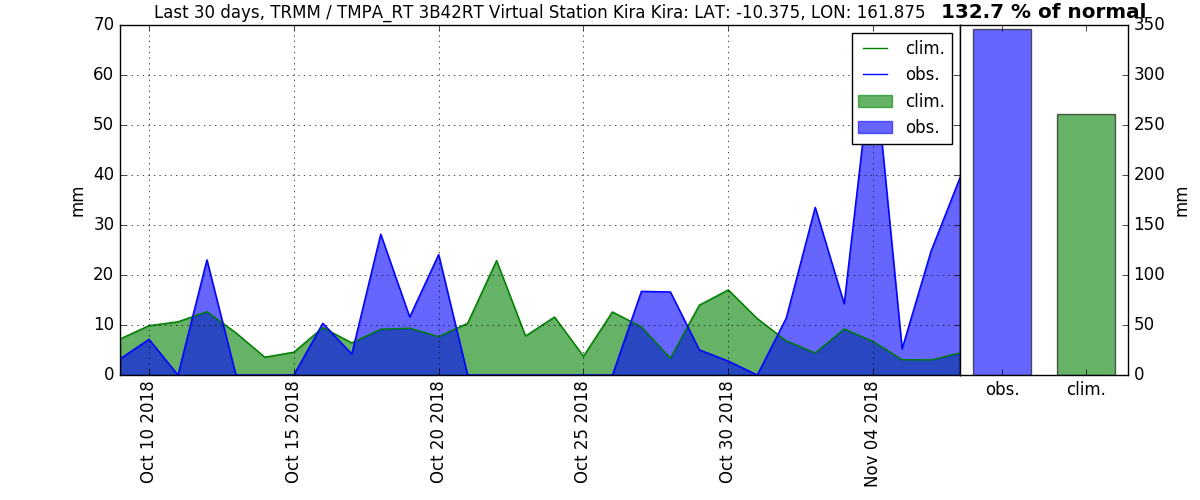 Last 30 days, TRMM / TMPA_RT 3B42RT Virtual Station Kira Kira: LAT: -10.375, LON: 161.875
132.7 % of normal
70
60
50
40
30
20
10
0
mm
clim.
obs.
clim.
obs.
350
300
250
200
150
100
50
0
mm
Oct 10 2018
Oct 15 2018
Oct 20 2018
Oct 25 2018
Oct 30 2018
Nov 04 2018
obs.
clim.